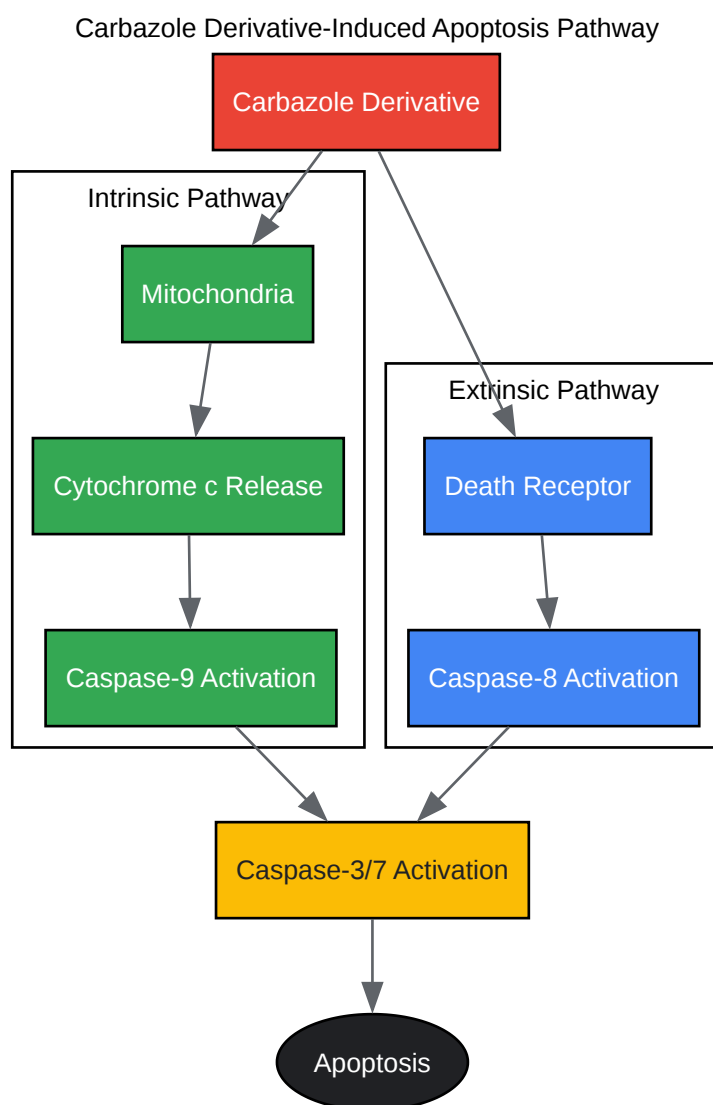 Carbazole Derivative-Induced Apoptosis Pathway
Carbazole Derivative
Intrinsic Pathway
Mitochondria
Extrinsic Pathway
Cytochrome c Release
Death Receptor
Caspase-9 Activation
Caspase-8 Activation
Caspase-3/7 Activation
Apoptosis